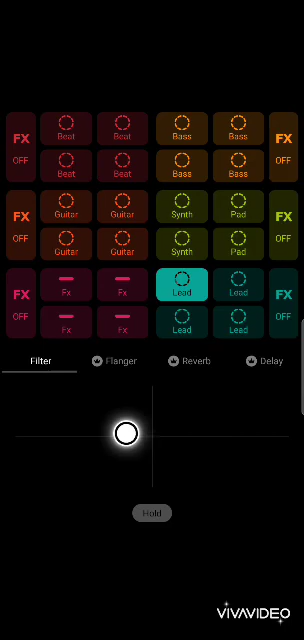 Beat Beat Bass Bass
FX FX
OFF Beat Beat Bass Bass OFF
Guitar Guitar Synth Pad
FX FX
OFF Guitar Guitar Synth Pad OFF
Fx Fx Lead Lead
FX FX
OFF Fx Fx Lead Lead OFF
Filter Flanger Reverb Delay
Hold
VIVAVIDEO